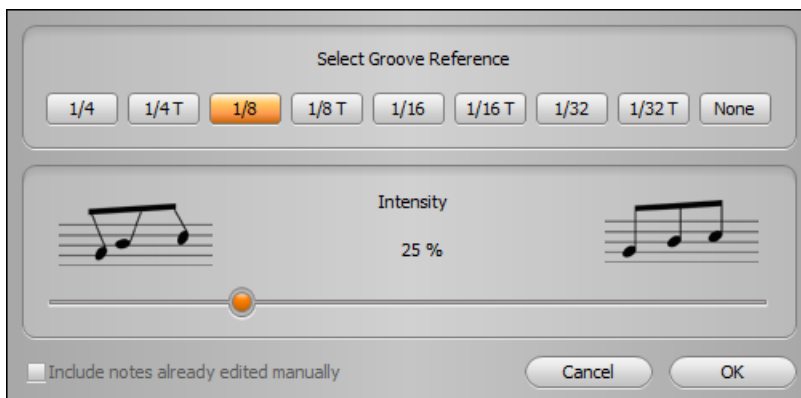 Select Groove Reference
1/4 1/4 T 1/8 1/8 T 1/16 1/16 T 1/32 1/32 T None
Intensity
25 %
Include notes already edited manually Cancel OK